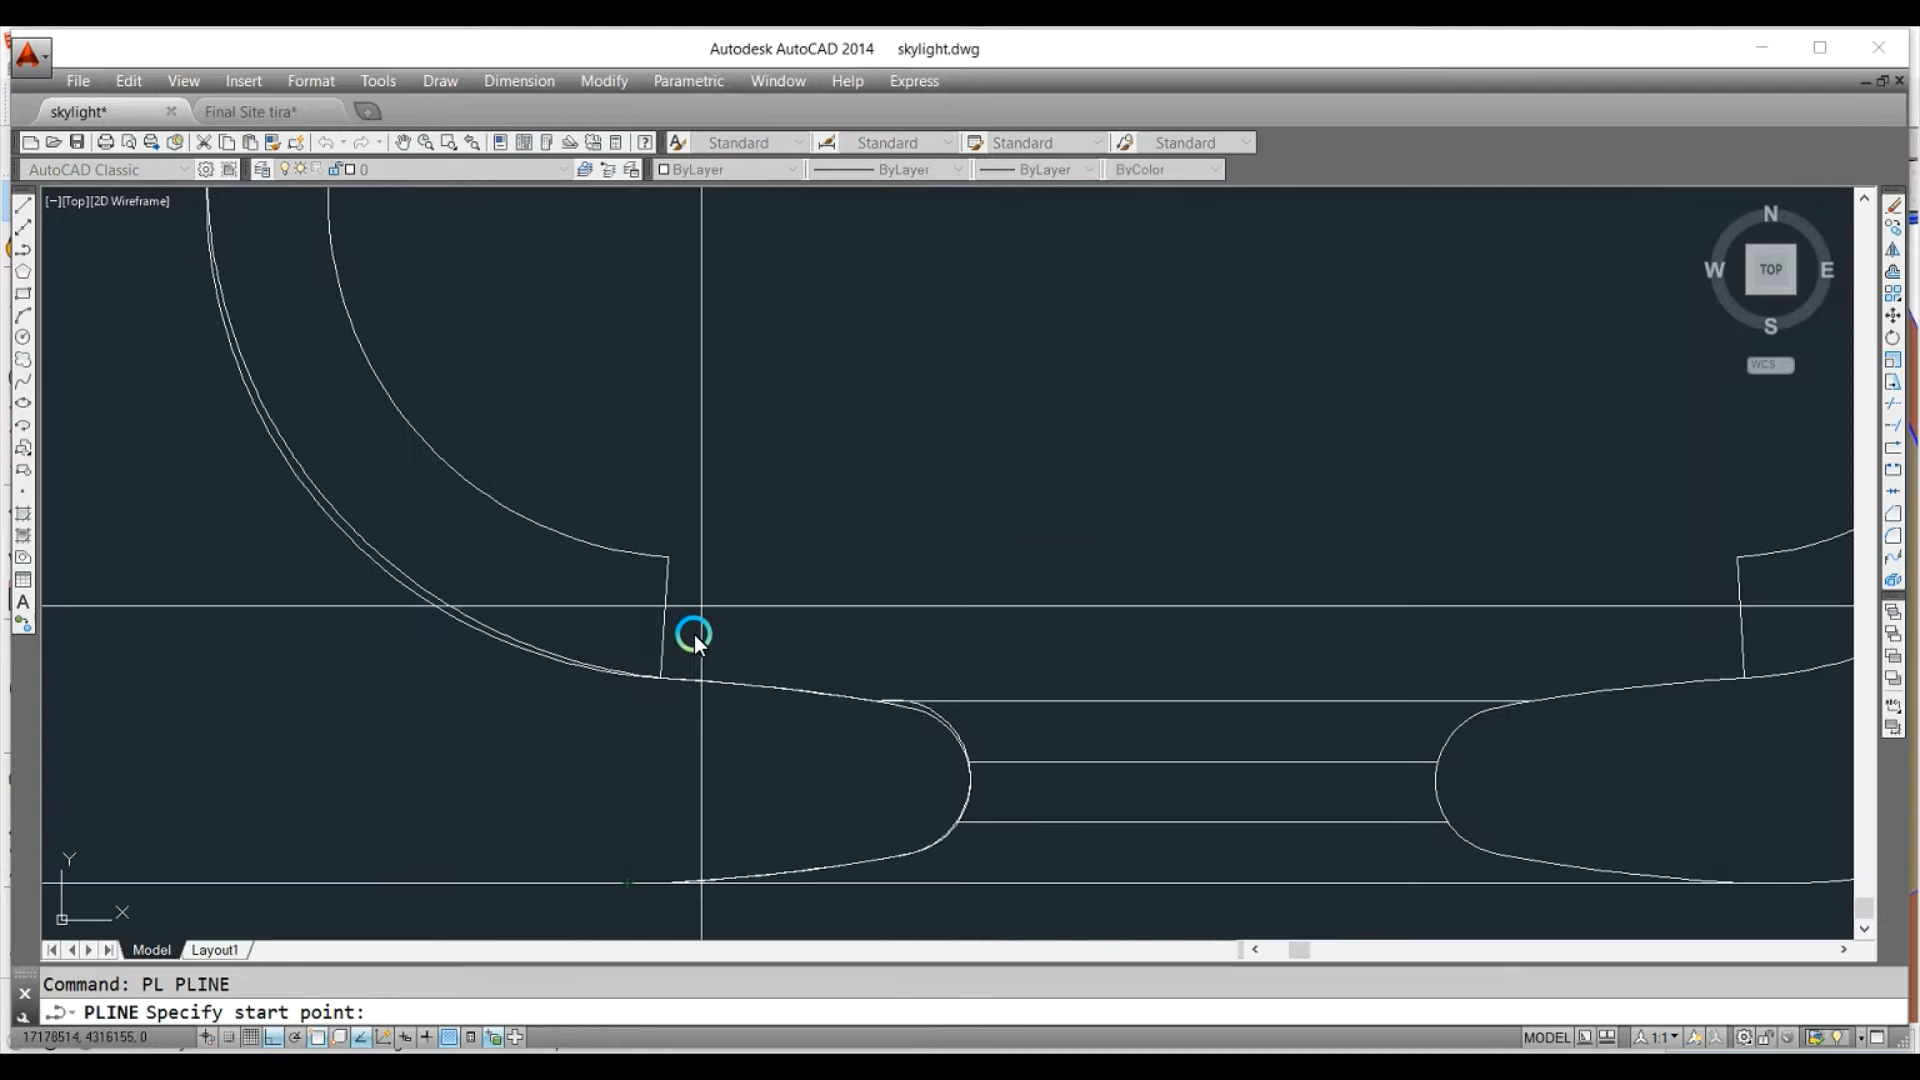 Autodesk AutoCAD 2014 skylight.dwg
File Edit View Insert Format Tools Draw Dimension Modify Parametric Window Help Express
skylight* Final Site tira*
Standard Standard Standard Standard
AutoCAD Classic 0 ByLayer ByLayer ByLayer ByColor
[−][Top][2D Wireframe]
N
W TOP E
S
WCS
A
Y
X
Model Layout1
Command: PL PLINE
PLINE Specify start point:
17178514, 4316155, 0 MODEL 1:1